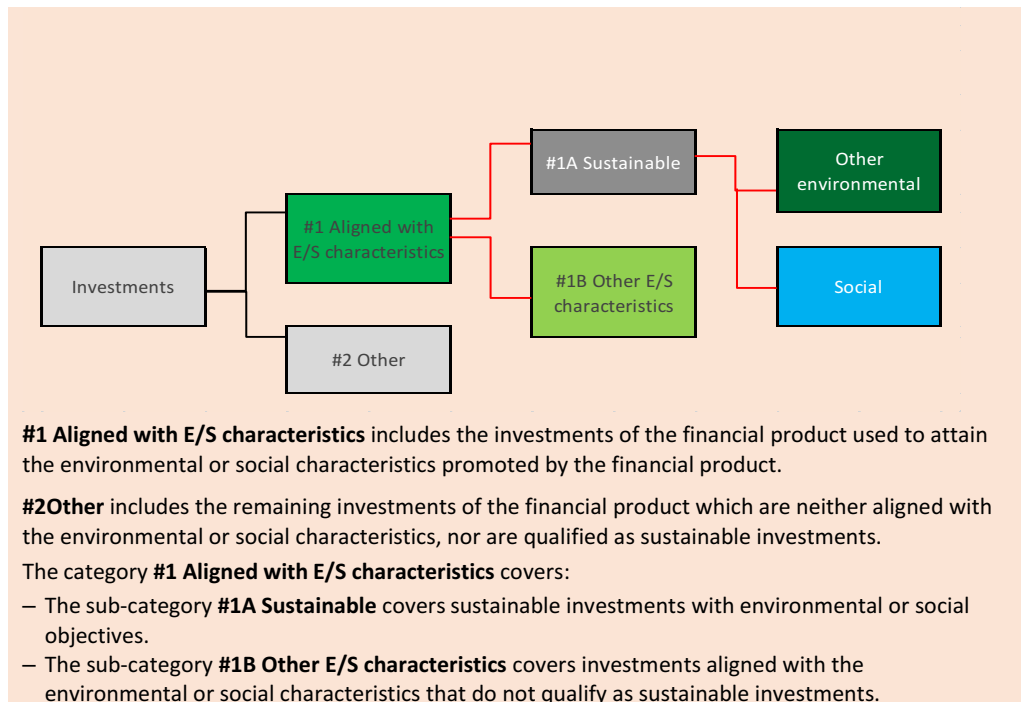 Investments
#1 Aligned with
E/S characteristics
#2 Other
#1A Sustainable
#1B Other E/S
characteristics
Other
environmental
Social
#1 Aligned with E/S characteristics includes the investments of the financial product used to attain
the environmental or social characteristics promoted by the financial product.
#2Other includes the remaining investments of the financial product which are neither aligned with
the environmental or social characteristics, nor are qualified as sustainable investments.
The category #1 Aligned with E/S characteristics covers:
– The sub-category #1A Sustainable covers sustainable investments with environmental or social
objectives.
– The sub-category #1B Other E/S characteristics covers investments aligned with the
environmental or social characteristics that do not qualify as sustainable investments.